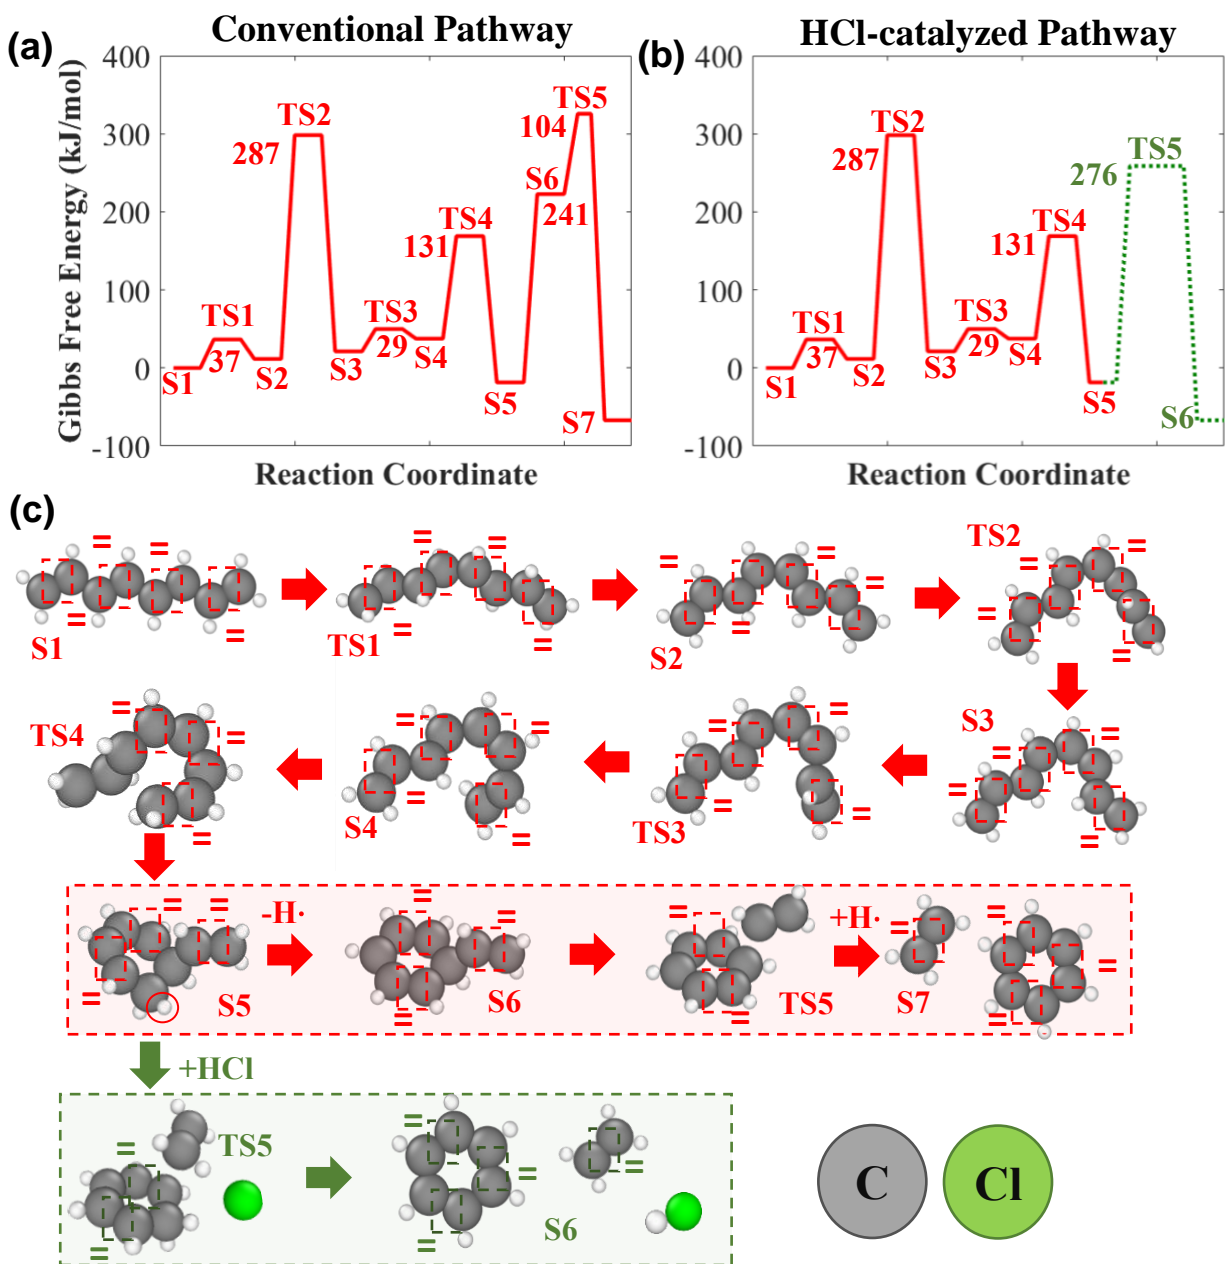 (a)
Conventional Pathway
Gibbs Free Energy (kJ/mol)
400
300
200
100
0
-100
S1
TS1
37
S2
TS2
287
S3
TS3
29
S4
TS4
131
S5
S6
241
TS5
104
S7
Reaction Coordinate
(b)
HCl-catalyzed Pathway
400
300
200
100
0
-100
S1
TS1
37
S2
TS2
287
S3
TS3
29
S4
TS4
131
S5
TS5
276
S6
Reaction Coordinate
(c)
= =
= =
S1
= =
= =
TS1
= =
= =
S2
TS2
=
= =
TS4
=
=
=
= =
= =
S4
= =
= =
TS3
S3
=
=
= =
= =
=
S5
-H·
= =
=
S6
=
=
TS5
+H·
=
S7
=
=
=
+HCl
=
=
TS5
=
=
=
=
S6
C
Cl